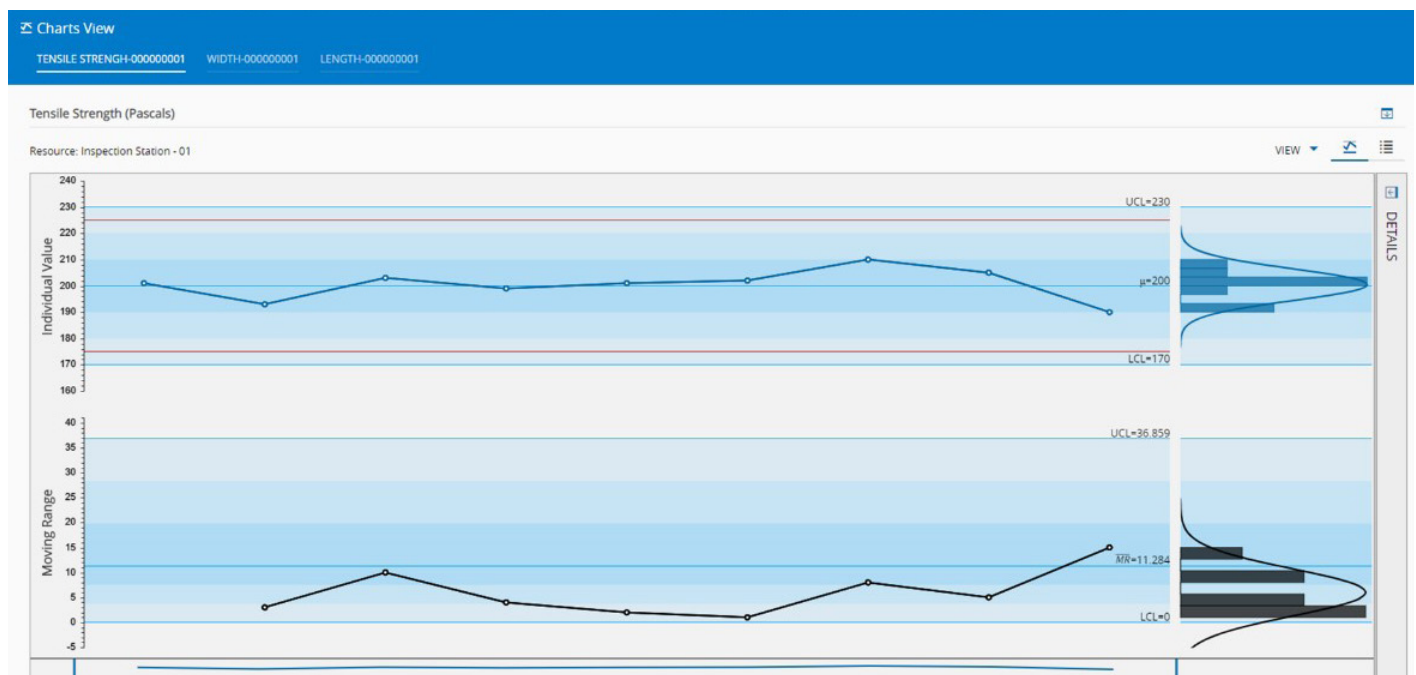 Charts View
TENSILE STRENGH-000000001 WIDTH-000000001 LENGTH-000000001
Tensile Strength (Pascals)
Resource: Inspection Station - 01
VIEW
DETAILS
Individual Value
240
230
220
210
200
190
180
170
160
UCL=230
μ=200
LCL=170
Moving Range
40
35
30
25
20
15
10
5
0
-5
UCL=36.859
MR=11.284
LCL=0